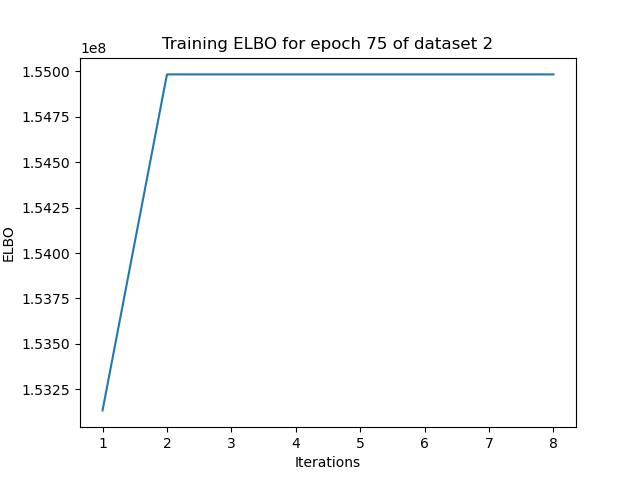 Training ELBO for epoch 75 of dataset 2
1e8
1.5500
1.5475
1.5450
1.5425
1.5400
1.5375
1.5350
1.5325
ELBO
1 2 3 4 5 6 7 8
Iterations